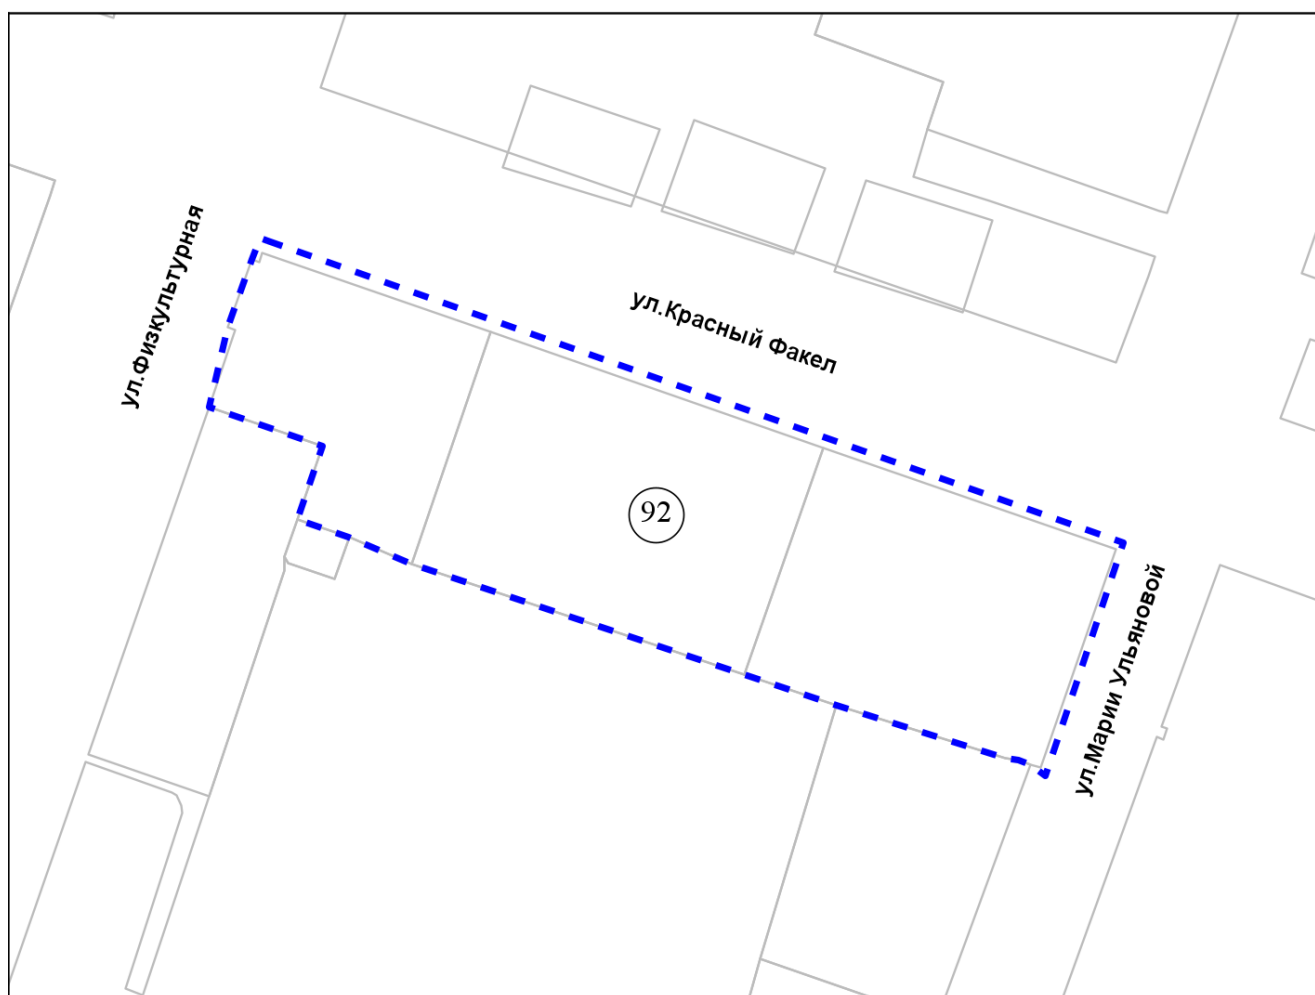 ул.Физкультурная
ул.Красный Факел
92
ул.Марии Ульяновой